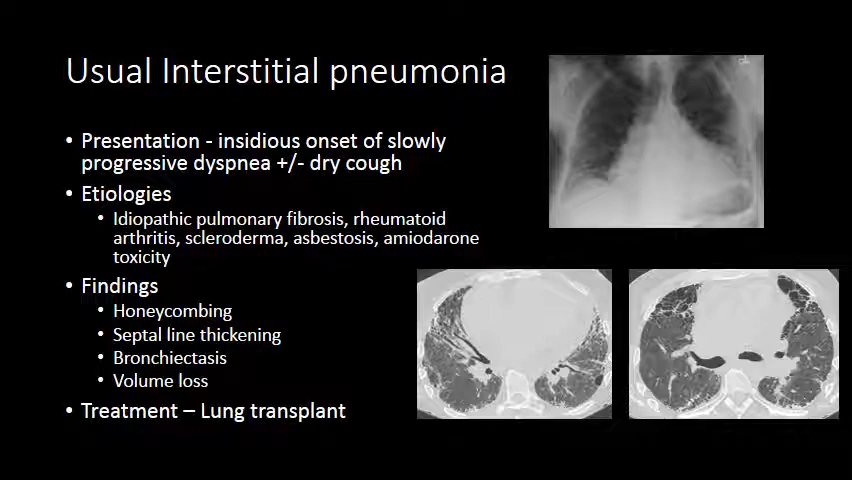 Usual Interstitial pneumonia
• Presentation - insidious onset of slowly
progressive dyspnea +/- dry cough
• Etiologies
• Idiopathic pulmonary fibrosis, rheumatoid
arthritis, scleroderma, asbestosis, amiodarone
toxicity
• Findings
• Honeycombing
• Septal line thickening
• Bronchiectasis
• Volume loss
• Treatment – Lung transplant